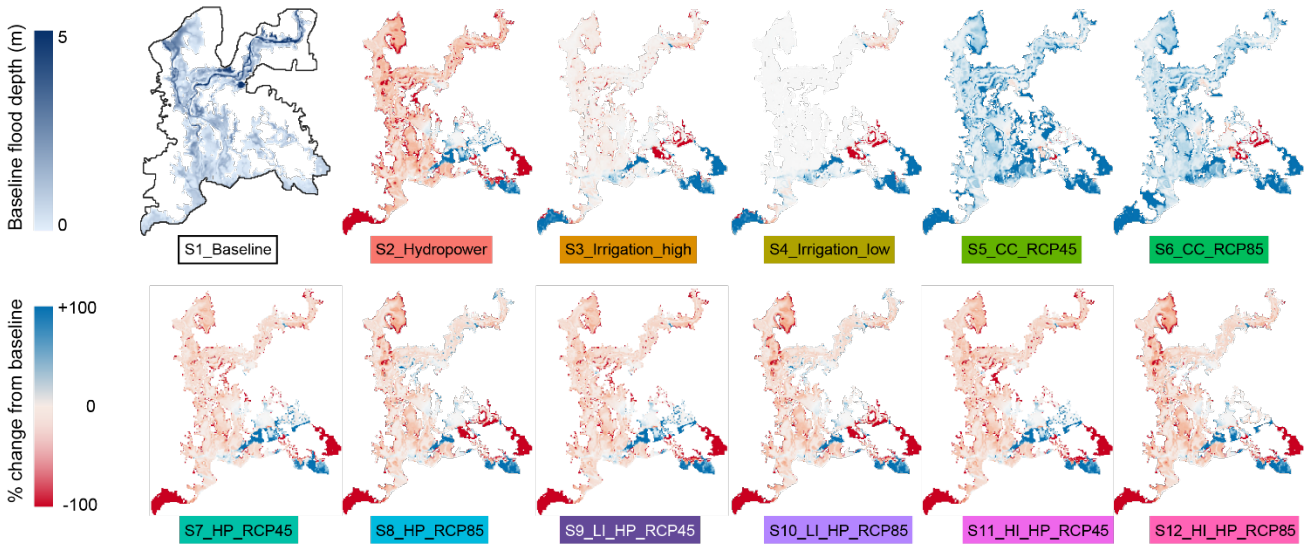 Baseline flood depth (m)
5
0
S1_Baseline
S2_Hydropower
S3_Irrigation_high
S4_Irrigation_low
S5_CC_RCP45
S6_CC_RCP85
% change from baseline
+100
0
-100
S7_HP_RCP45
S8_HP_RCP85
S9_LI_HP_RCP45
S10_LI_HP_RCP85
S11_HI_HP_RCP45
S12_HI_HP_RCP85